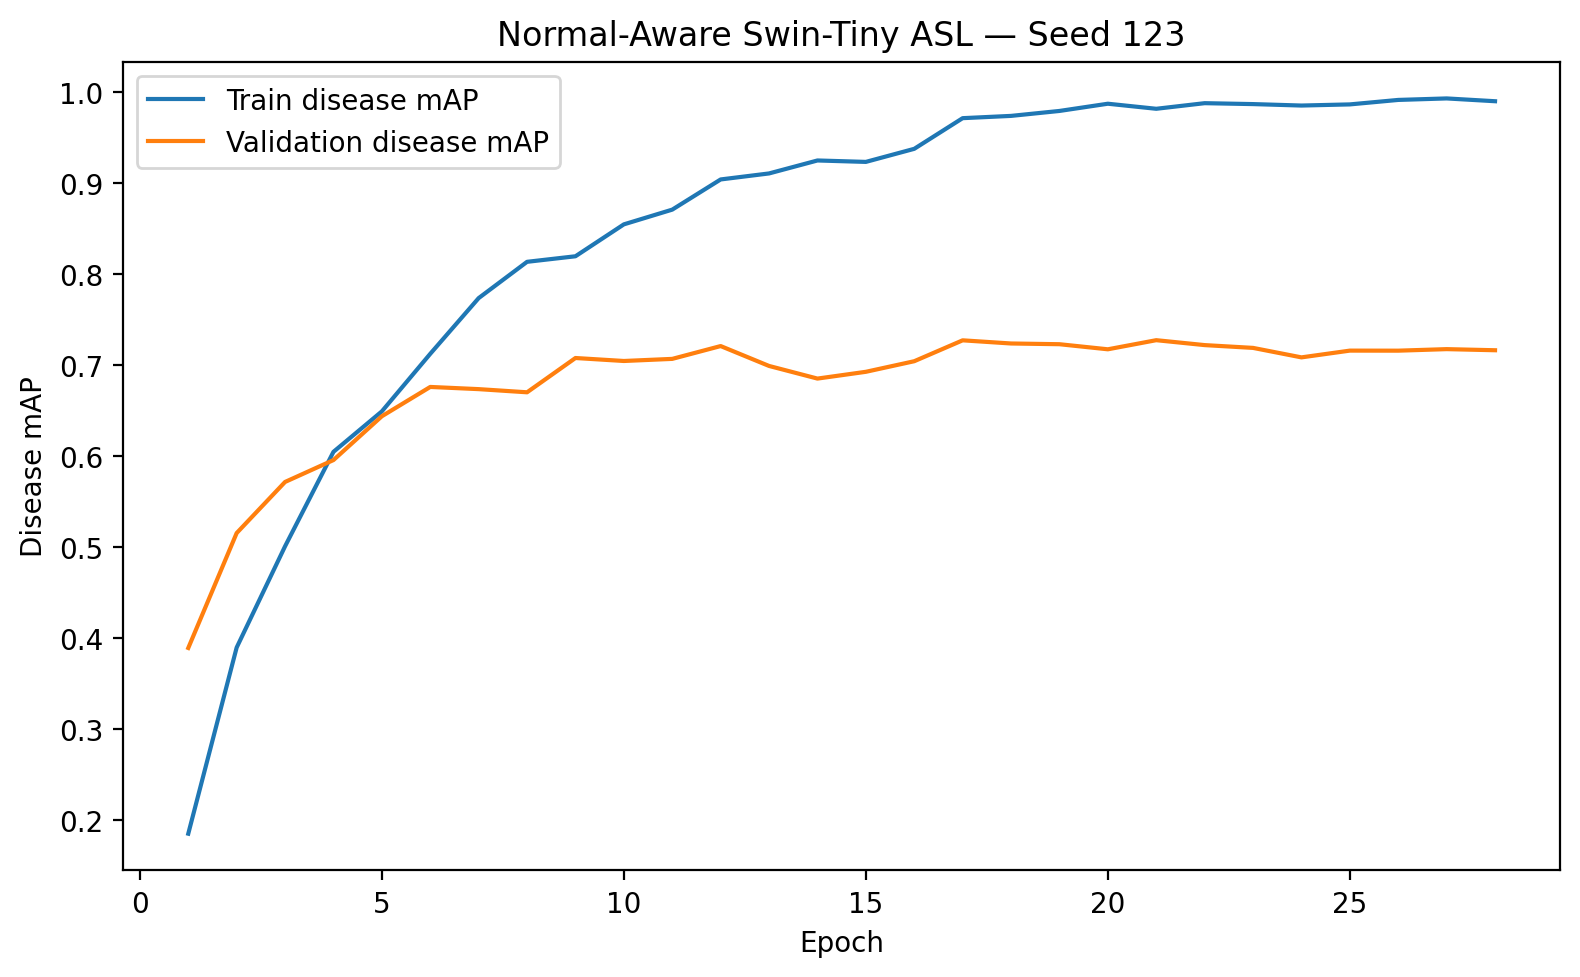 Normal-Aware Swin-Tiny ASL — Seed 123
Train disease mAP
Validation disease mAP
Disease mAP
1.0
0.9
0.8
0.7
0.6
0.5
0.4
0.3
0.2
0 5 10 15 20 25
Epoch